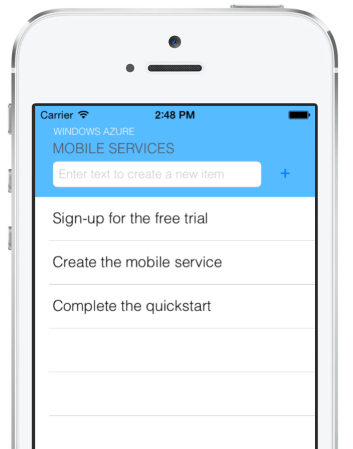 Carrier 2:48 PM
WINDOWS AZURE
MOBILE SERVICES
Enter text to create a new item +
Sign-up for the free trial
Create the mobile service
Complete the quickstart